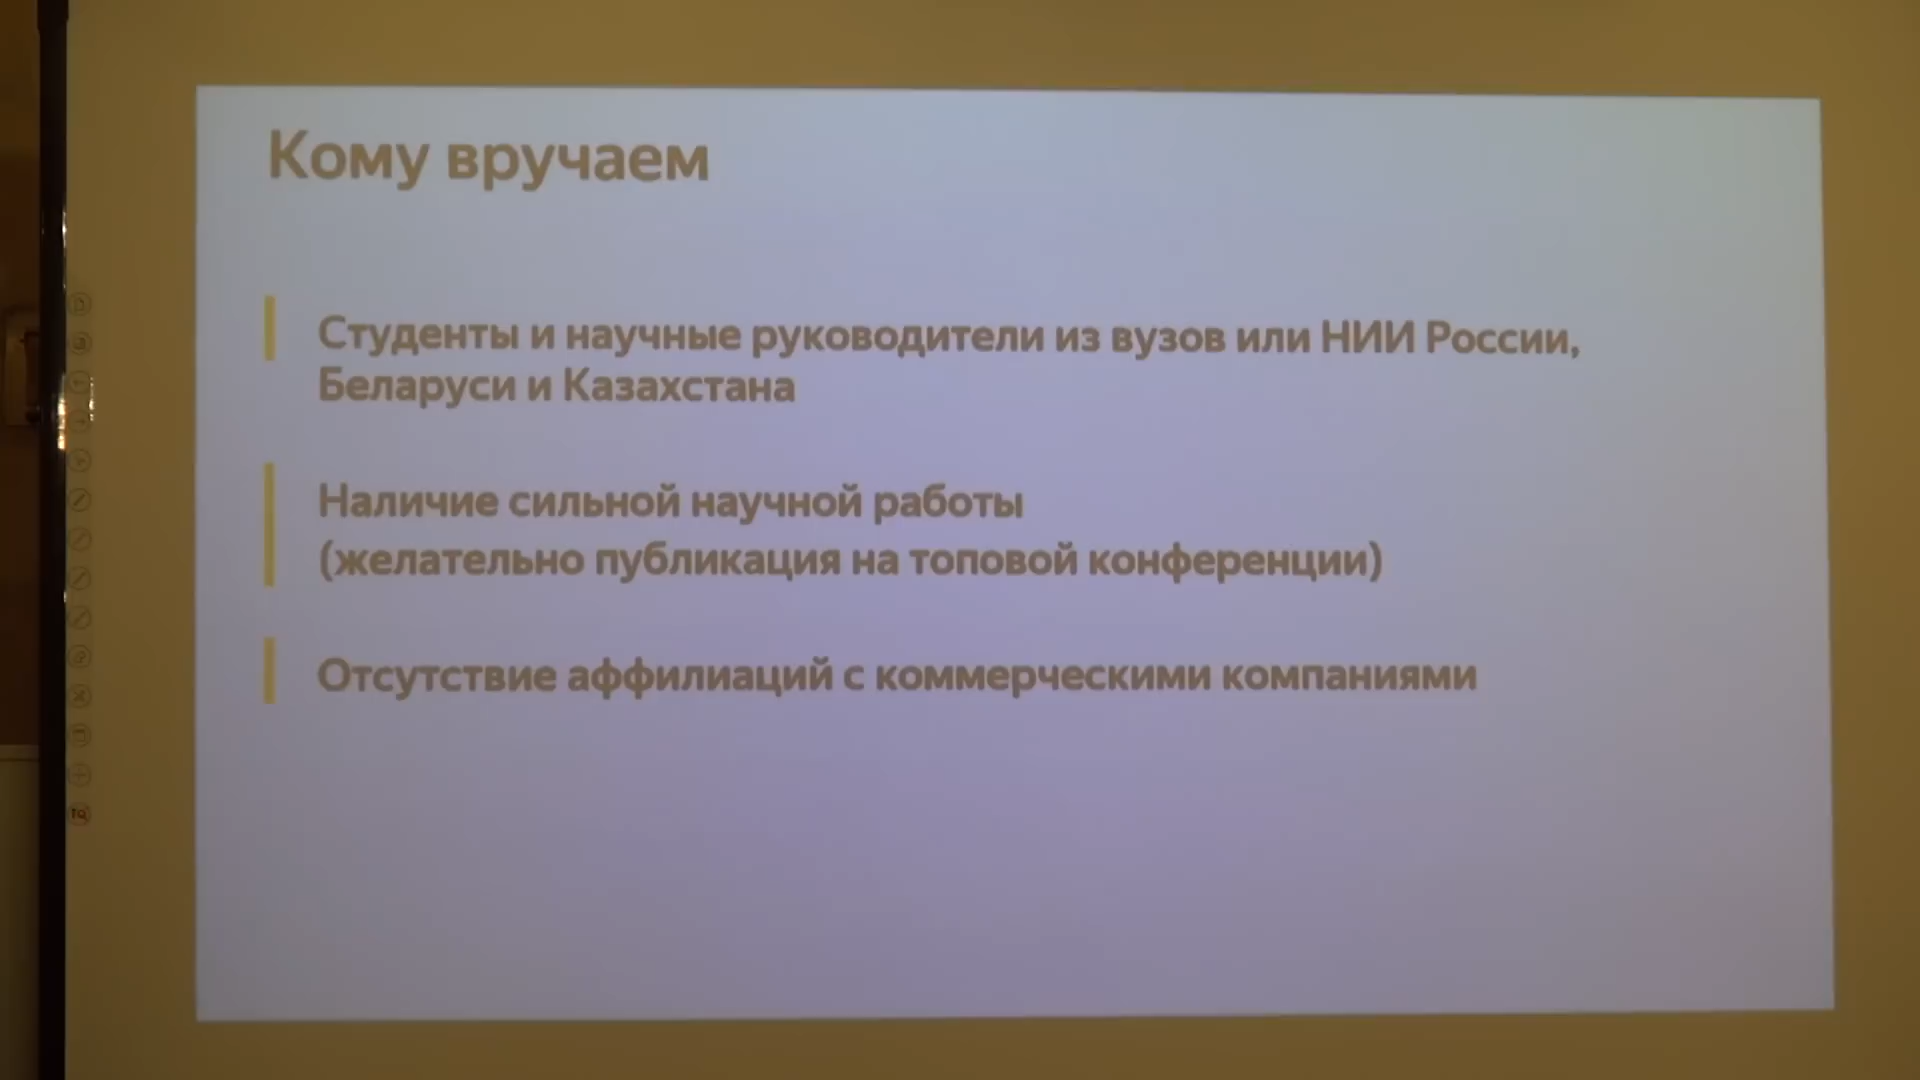 Кому вручаем
Студенты и научные руководители из вузов или НИИ России,
Беларуси и Казахстана
Наличие сильной научной работы
(желательно публикация на топовой конференции)
Отсутствие аффилиаций с коммерческими компаниями